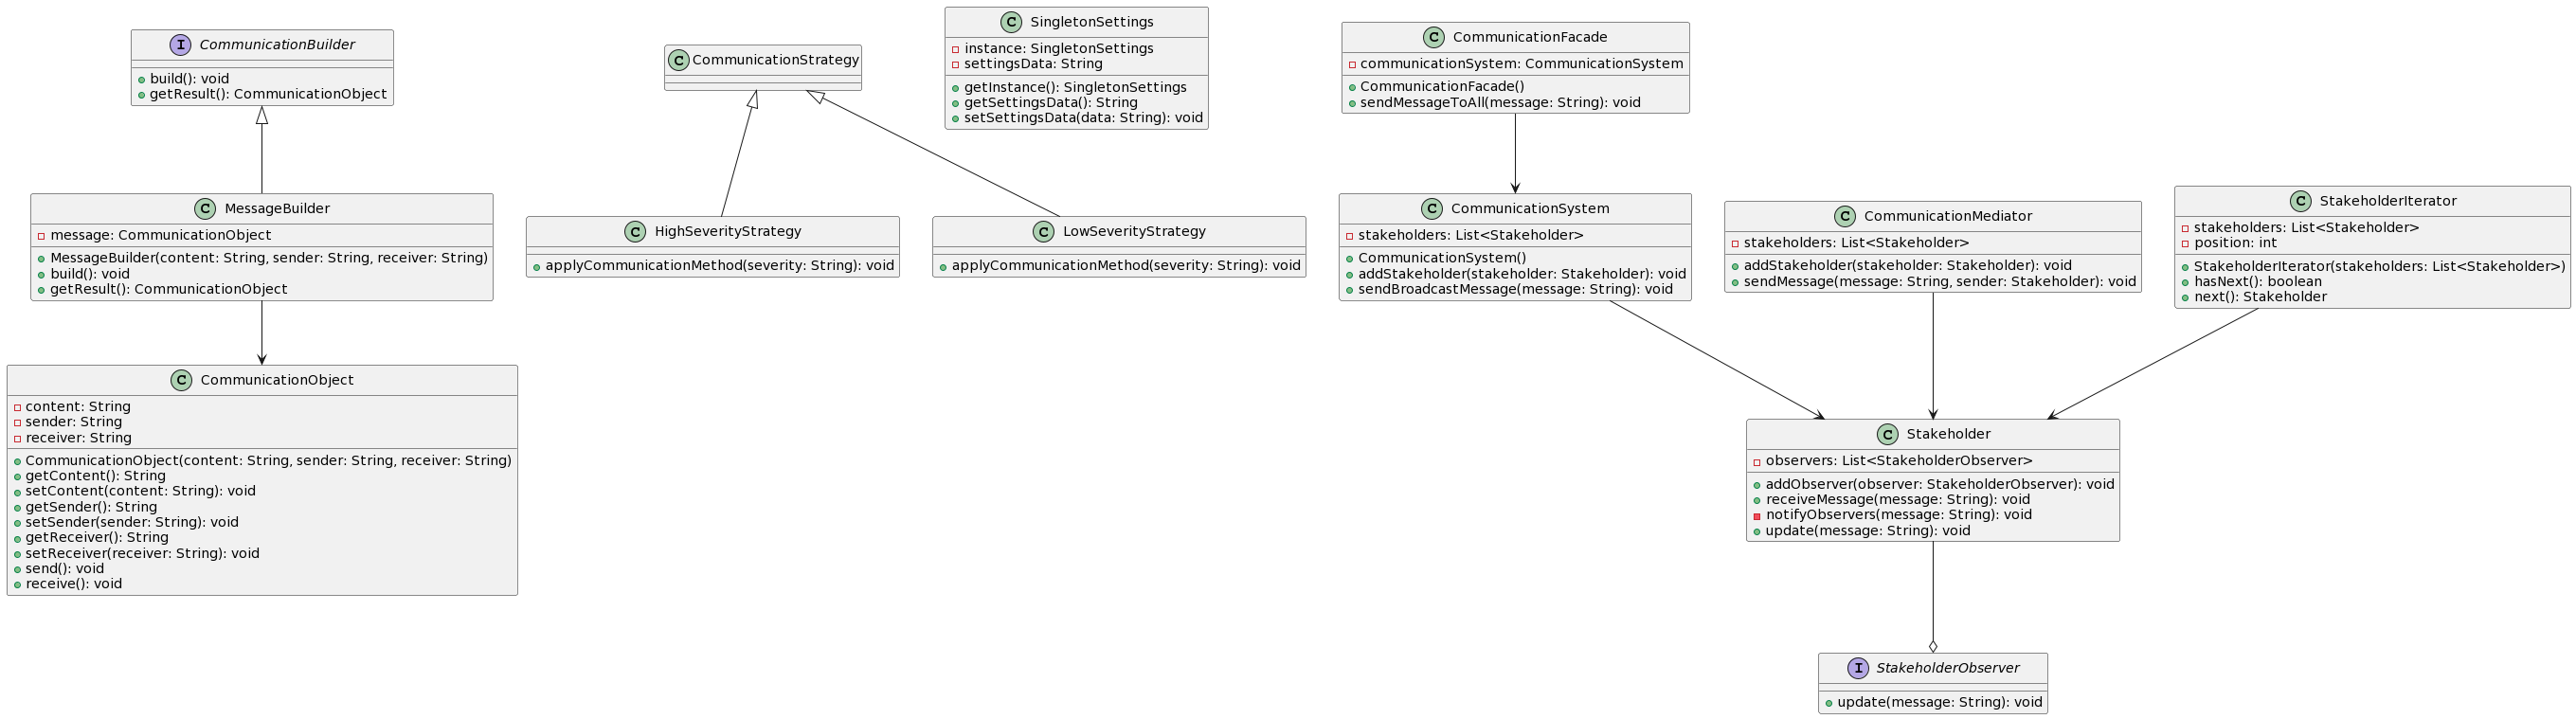 I CommunicationBuilder
build(): void
getResult(): CommunicationObject
C MessageBuilder
message: CommunicationObject
MessageBuilder(content: String, sender: String, receiver: String)
build(): void
getResult(): CommunicationObject
C CommunicationObject
content: String
sender: String
receiver: String
CommunicationObject(content: String, sender: String, receiver: String)
getContent(): String
setContent(content: String): void
getSender(): String
setSender(sender: String): void
getReceiver(): String
setReceiver(receiver: String): void
send(): void
receive(): void
C CommunicationStrategy
C HighSeverityStrategy
applyCommunicationMethod(severity: String): void
C LowSeverityStrategy
applyCommunicationMethod(severity: String): void
C SingletonSettings
instance: SingletonSettings
settingsData: String
getInstance(): SingletonSettings
getSettingsData(): String
setSettingsData(data: String): void
C CommunicationFacade
communicationSystem: CommunicationSystem
CommunicationFacade()
sendMessageToAll(message: String): void
C CommunicationSystem
stakeholders: List<Stakeholder>
CommunicationSystem()
addStakeholder(stakeholder: Stakeholder): void
sendBroadcastMessage(message: String): void
C CommunicationMediator
stakeholders: List<Stakeholder>
addStakeholder(stakeholder: Stakeholder): void
sendMessage(message: String, sender: Stakeholder): void
C StakeholderIterator
stakeholders: List<Stakeholder>
position: int
StakeholderIterator(stakeholders: List<Stakeholder>)
hasNext(): boolean
next(): Stakeholder
C Stakeholder
observers: List<StakeholderObserver>
addObserver(observer: StakeholderObserver): void
receiveMessage(message: String): void
notifyObservers(message: String): void
update(message: String): void
I StakeholderObserver
update(message: String): void